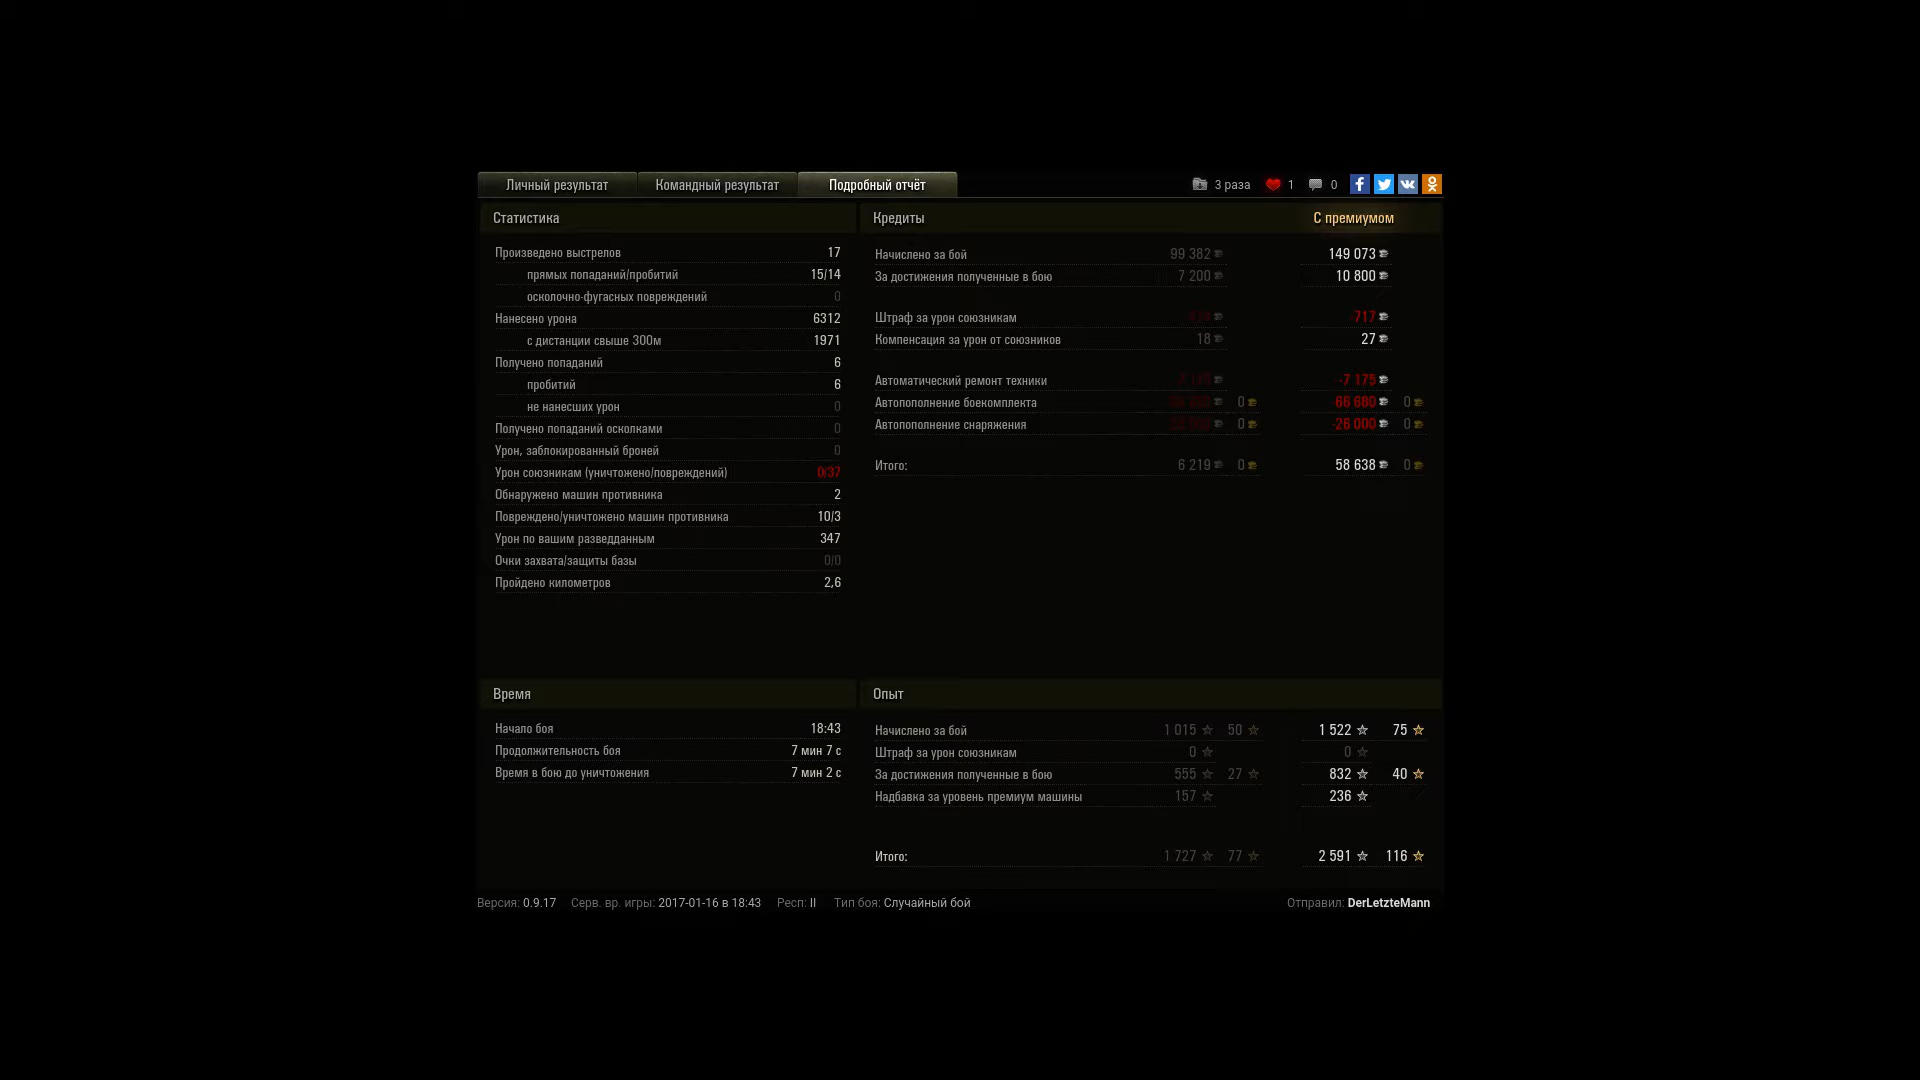 Личный результат Командный результат Подробный отчёт 3 раза 1 0
Статистика
Произведено выстрелов 17
прямых попаданий/пробитий 15/14
осколочно-фугасных повреждений 0
Нанесено урона 6312
с дистанции свыше 300м 1971
Получено попаданий 6
пробитий 6
не нанесших урон 0
Получено попаданий осколками 0
Урон, заблокированный броней 0
Урон союзникам (уничтожено/повреждений) 0/37
Обнаружено машин противника 2
Повреждено/уничтожено машин противника 10/3
Урон по вашим разведданным 347
Очки захвата/защиты базы 0/0
Пройдено километров 2,6
Кредиты С премиумом
Начислено за бой 99 382 149 073
За достижения полученные в бою 7 200 10 800
Штраф за урон союзникам -717
Компенсация за урон от союзников 18 27
Автоматический ремонт техники -7 175
Автопополнение боекомплекта 0 -66 680 0
Автопополнение снаряжения 0 -26 000 0
Итого: 6 219 0 58 638 0
Время
Начало боя 18:43
Продолжительность боя 7 мин 7 с
Время в бою до уничтожения 7 мин 2 с
Опыт
Начислено за бой 1 015 50 1 522 75
Штраф за урон союзникам 0 0
За достижения полученные в бою 555 27 832 40
Надбавка за уровень премиум машины 157 236
Итого: 1 727 77 2 591 116
Версия: 0.9.17 Серв. вр. игры: 2017-01-16 в 18:43 Респ: II Тип боя: Случайный бой Отправил: DerLetzteMann